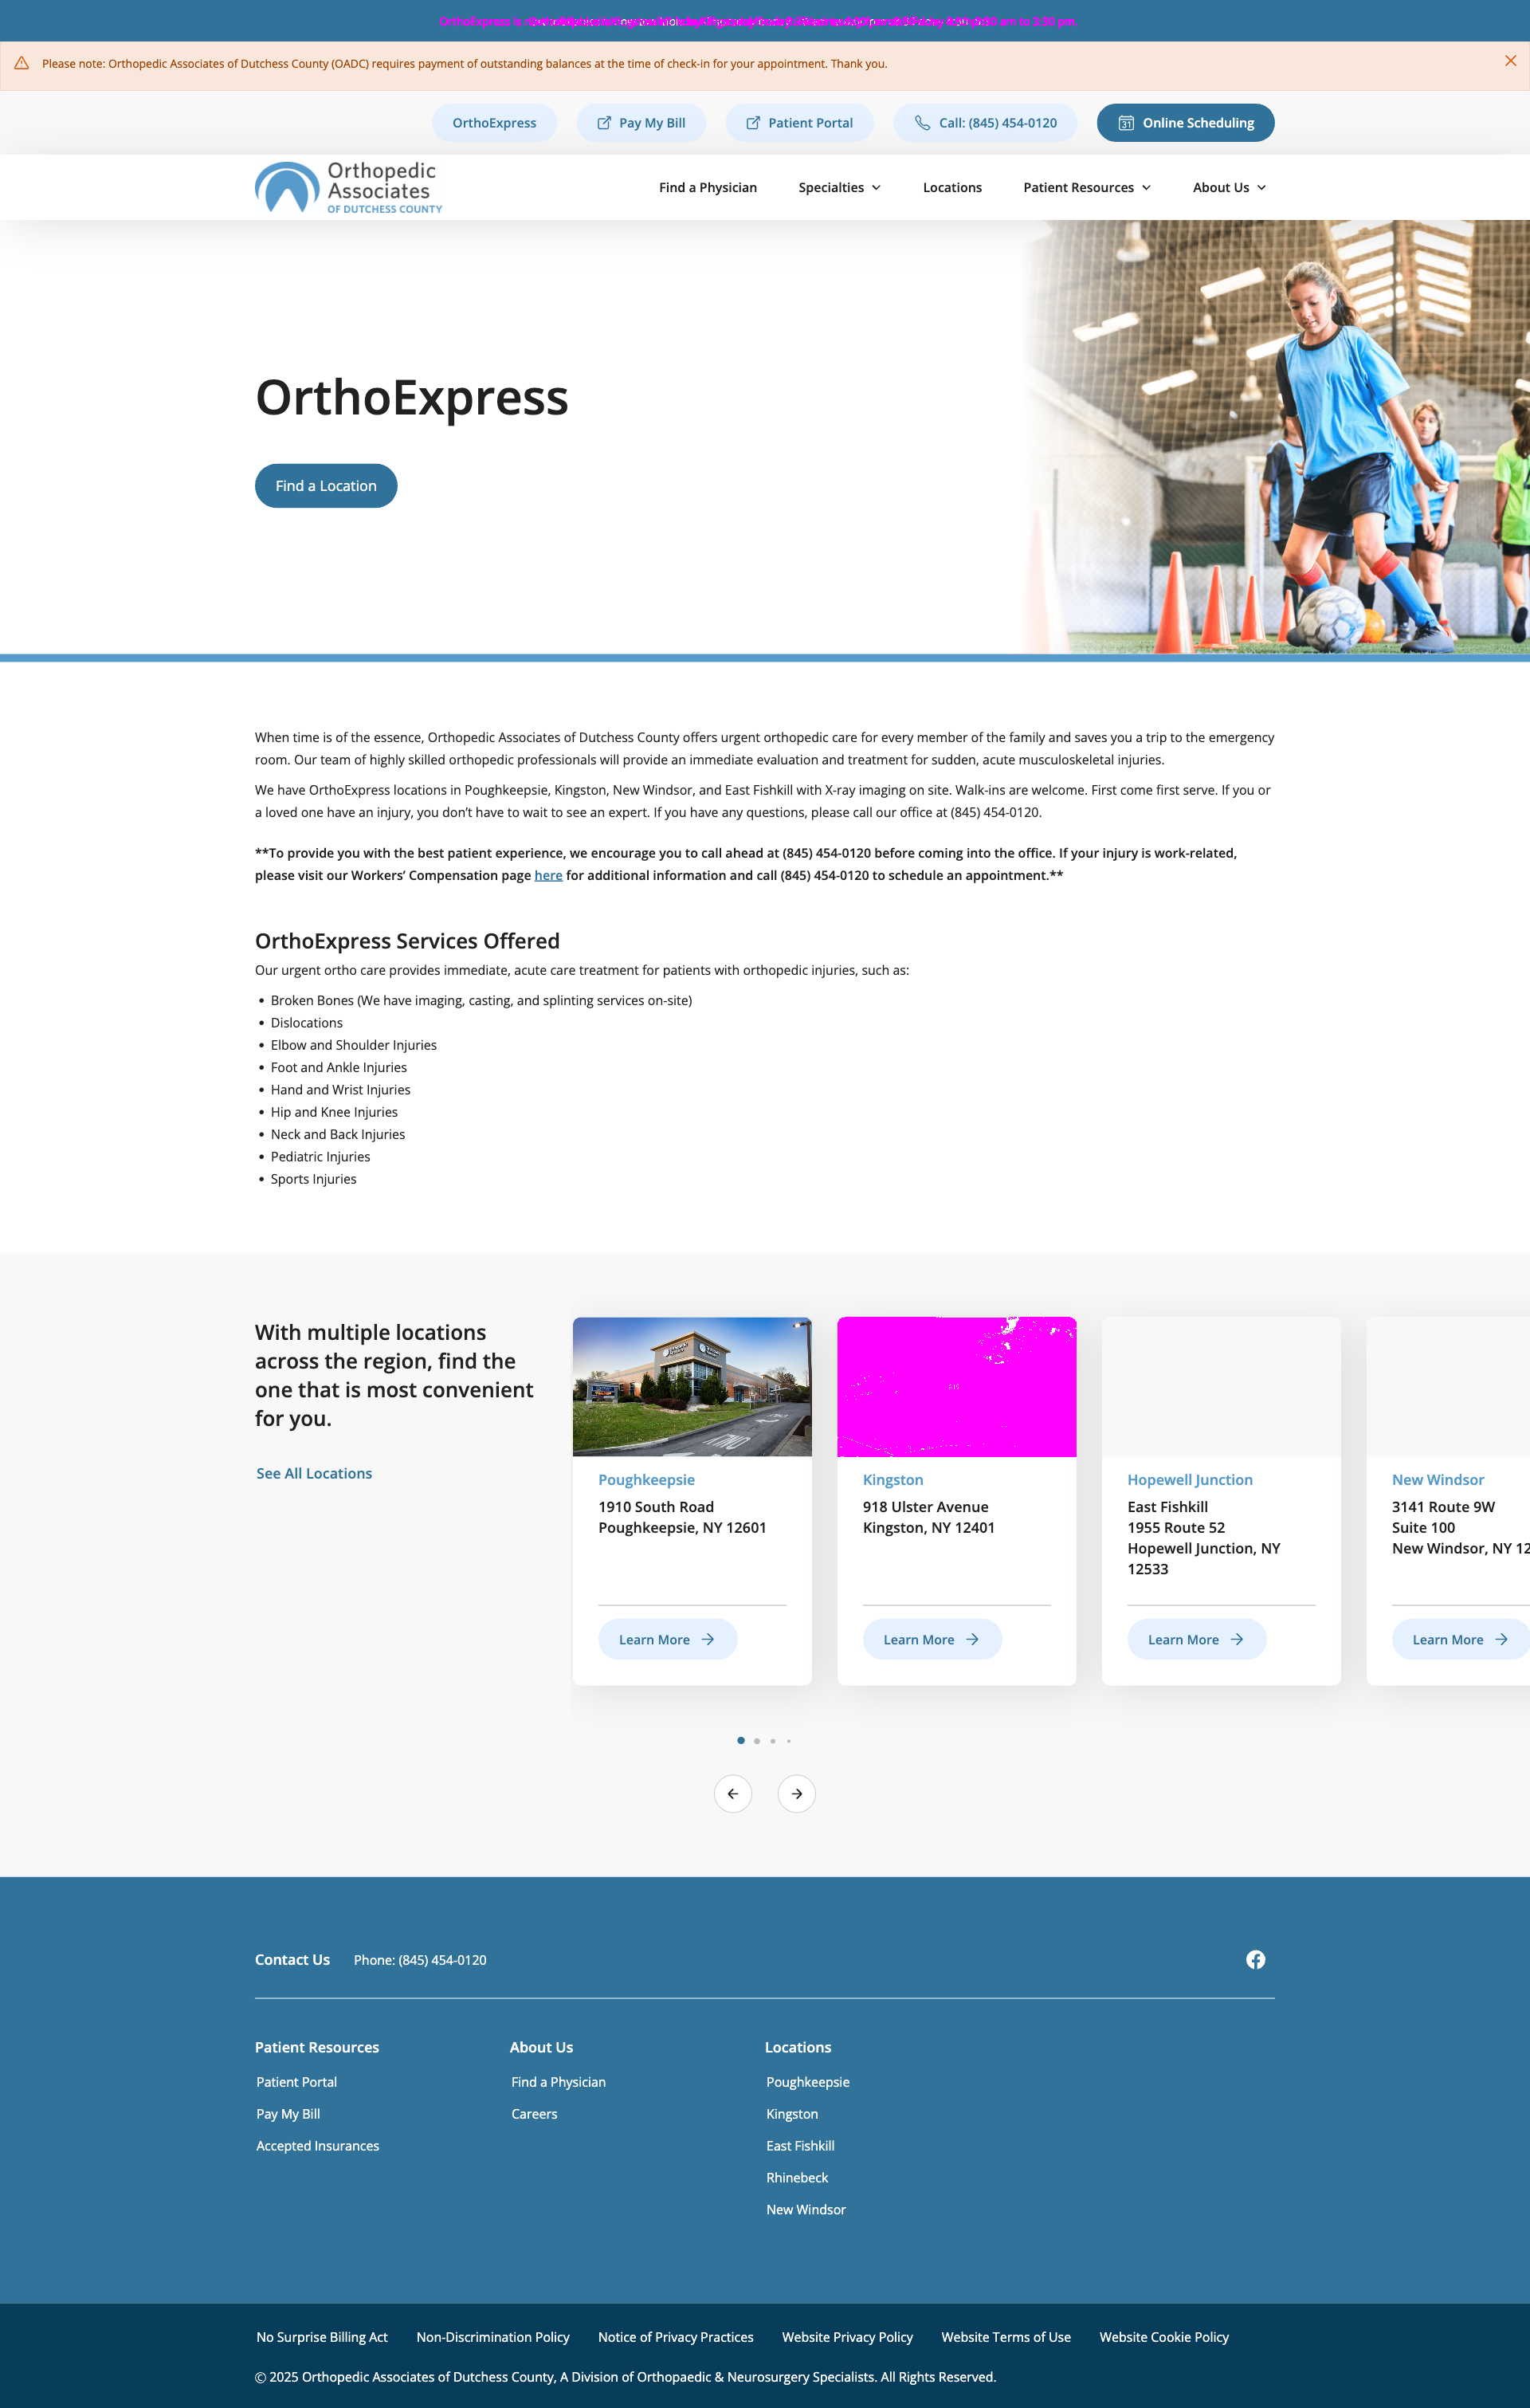 Please note: Orthopedic Associates of Dutchess County (OADC) requires payment of outstanding balances at the time of check-in for your appointment. Thank you.
OrthoExpress
Pay My Bill
Patient Portal
Call: (845) 454-0120
31 Online Scheduling
Orthopedic
Associates
OF DUTCHESS COUNTY
Find a Physician
Specialties
Locations
Patient Resources
About Us
OrthoExpress
Find a Location
When time is of the essence, Orthopedic Associates of Dutchess County offers urgent orthopedic care for every member of the family and saves you a trip to the emergency
room. Our team of highly skilled orthopedic professionals will provide an immediate evaluation and treatment for sudden, acute musculoskeletal injuries.
We have OrthoExpress locations in Poughkeepsie, Kingston, New Windsor, and East Fishkill with X-ray imaging on site. Walk-ins are welcome. First come first serve. If you or
a loved one have an injury, you don’t have to wait to see an expert. If you have any questions, please call our office at (845) 454-0120.
**To provide you with the best patient experience, we encourage you to call ahead at (845) 454-0120 before coming into the office. If your injury is work-related,
please visit our Workers’ Compensation page here for additional information and call (845) 454-0120 to schedule an appointment.**
OrthoExpress Services Offered
Our urgent ortho care provides immediate, acute care treatment for patients with orthopedic injuries, such as:
• Broken Bones (We have imaging, casting, and splinting services on-site)
• Dislocations
• Elbow and Shoulder Injuries
• Foot and Ankle Injuries
• Hand and Wrist Injuries
• Hip and Knee Injuries
• Neck and Back Injuries
• Pediatric Injuries
• Sports Injuries
With multiple locations
across the region, find the
one that is most convenient
for you.
See All Locations
Poughkeepsie
1910 South Road
Poughkeepsie, NY 12601
Learn More
Kingston
918 Ulster Avenue
Kingston, NY 12401
Learn More
Hopewell Junction
East Fishkill
1955 Route 52
Hopewell Junction, NY
12533
Learn More
New Windsor
3141 Route 9W
Suite 100
New Windsor, NY 12
Learn More
Contact Us
Phone: (845) 454-0120
Patient Resources
Patient Portal
Pay My Bill
Accepted Insurances
About Us
Find a Physician
Careers
Locations
Poughkeepsie
Kingston
East Fishkill
Rhinebeck
New Windsor
No Surprise Billing Act
Non-Discrimination Policy
Notice of Privacy Practices
Website Privacy Policy
Website Terms of Use
Website Cookie Policy
© 2025 Orthopedic Associates of Dutchess County, A Division of Orthopaedic & Neurosurgery Specialists. All Rights Reserved.